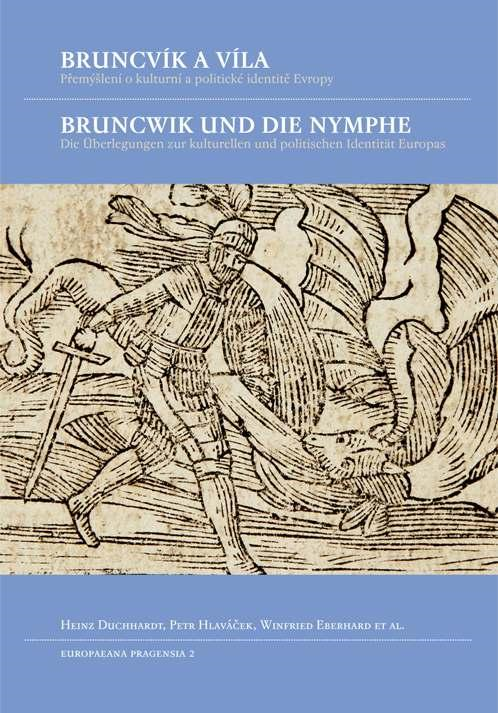 BRUNCVÍK A VÍLA
Přemýšlení o kulturní a politické identitě Evropy
BRUNCWIK UND DIE NYMPHE
Die Überlegungen zur kulturellen und politischen Identität Europas
Heinz Duchhardt, Petr Hlaváček, Winfried Eberhard et al.
EUROPAEANA PRAGENSIA 2